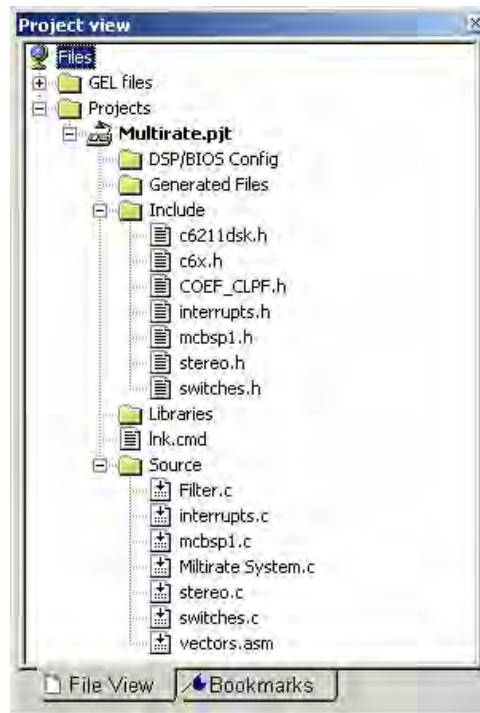 Project view
Files
GEL files
Projects
Multirate.pjt
DSP/BIOS Config
Generated Files
Include
c6211dsk.h
c6x.h
COEF_CLPF.h
interrupts.h
mcbsp1.h
stereo.h
switches.h
Libraries
lnk.cmd
Source
Filter.c
interrupts.c
mcbsp1.c
Miltirate System.c
stereo.c
switches.c
vectors.asm
File View Bookmarks